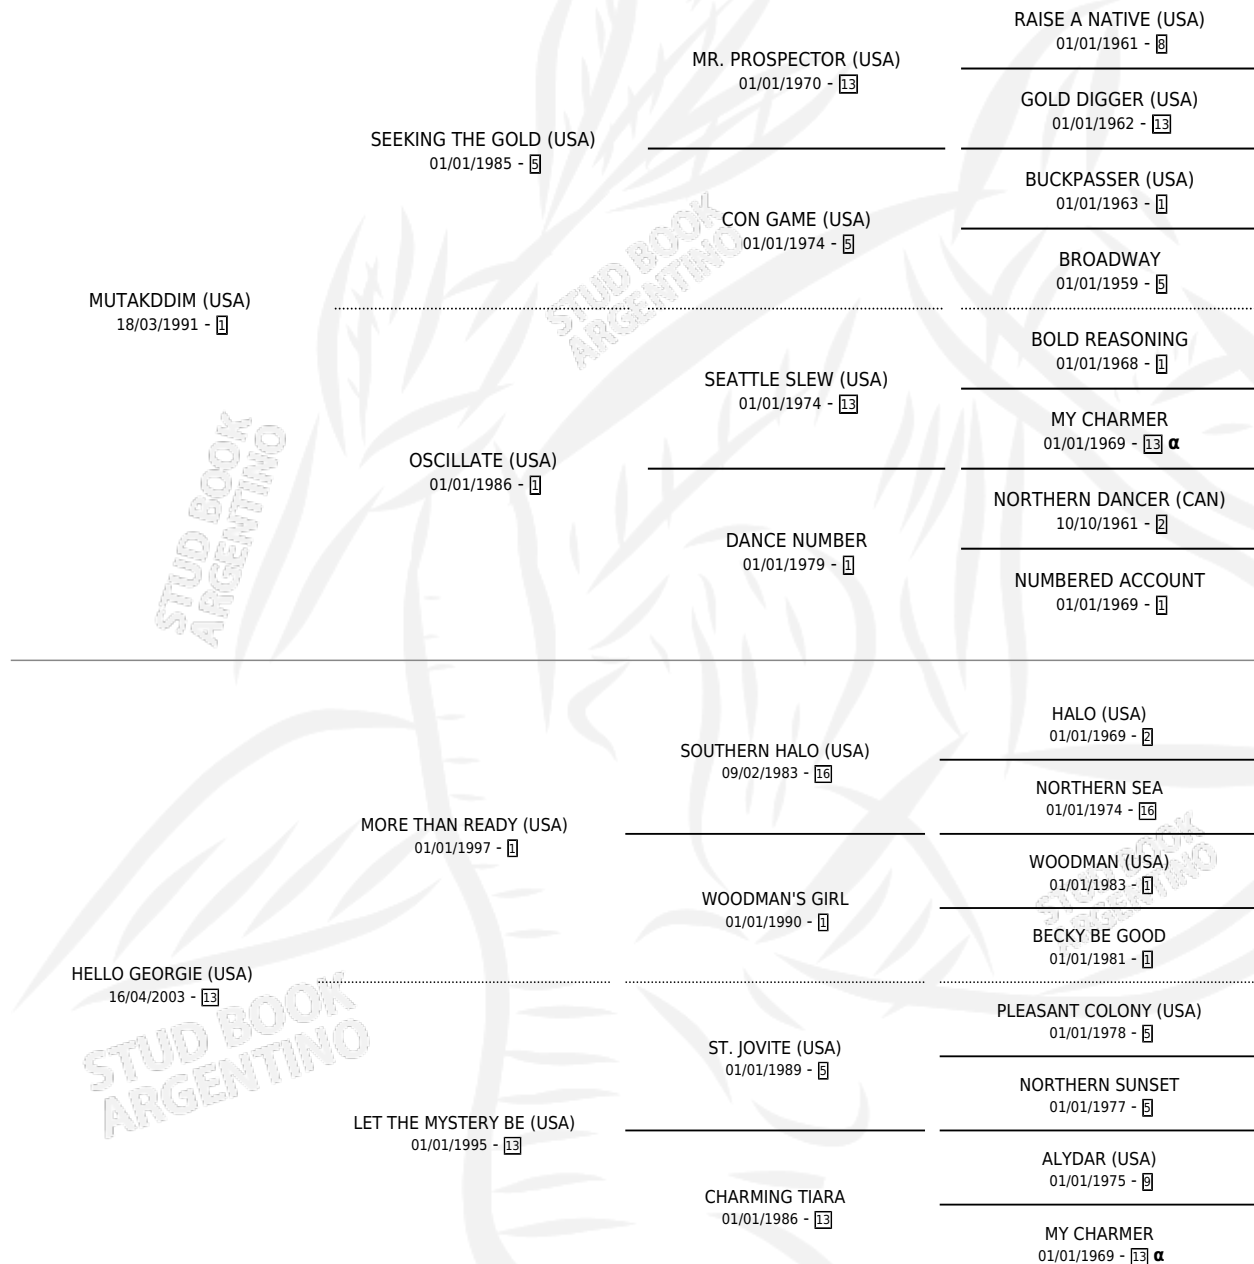 RAISE A NATIVE (USA)
01/01/1961 - 8
MR. PROSPECTOR (USA)
01/01/1970 - 13
GOLD DIGGER (USA)
01/01/1962 - 13
SEEKING THE GOLD (USA)
01/01/1985 - 5
BUCKPASSER (USA)
01/01/1963 - 1
CON GAME (USA)
01/01/1974 - 5
BROADWAY
01/01/1959 - 5
MUTAKDDIM (USA)
18/03/1991 - 1
BOLD REASONING
01/01/1968 - 1
SEATTLE SLEW (USA)
01/01/1974 - 13
MY CHARMER
01/01/1969 - 13 α
OSCILLATE (USA)
01/01/1986 - 1
NORTHERN DANCER (CAN)
10/10/1961 - 2
DANCE NUMBER
01/01/1979 - 1
NUMBERED ACCOUNT
01/01/1969 - 1
HALO (USA)
01/01/1969 - 2
SOUTHERN HALO (USA)
09/02/1983 - 16
NORTHERN SEA
01/01/1974 - 16
MORE THAN READY (USA)
01/01/1997 - 1
WOODMAN (USA)
01/01/1983 - 1
WOODMAN'S GIRL
01/01/1990 - 1
BECKY BE GOOD
01/01/1981 - 1
HELLO GEORGIE (USA)
16/04/2003 - 13
PLEASANT COLONY (USA)
01/01/1978 - 5
ST. JOVITE (USA)
01/01/1989 - 5
NORTHERN SUNSET
01/01/1977 - 5
LET THE MYSTERY BE (USA)
01/01/1995 - 13
ALYDAR (USA)
01/01/1975 - 9
CHARMING TIARA
01/01/1986 - 13
MY CHARMER
01/01/1969 - 13 α
STUD BOOK
ARGENTINO
STUD BOOK
ARGENTINO
STUD BOOK
ARGENTINO
STUD BOOK
ARGENTINO